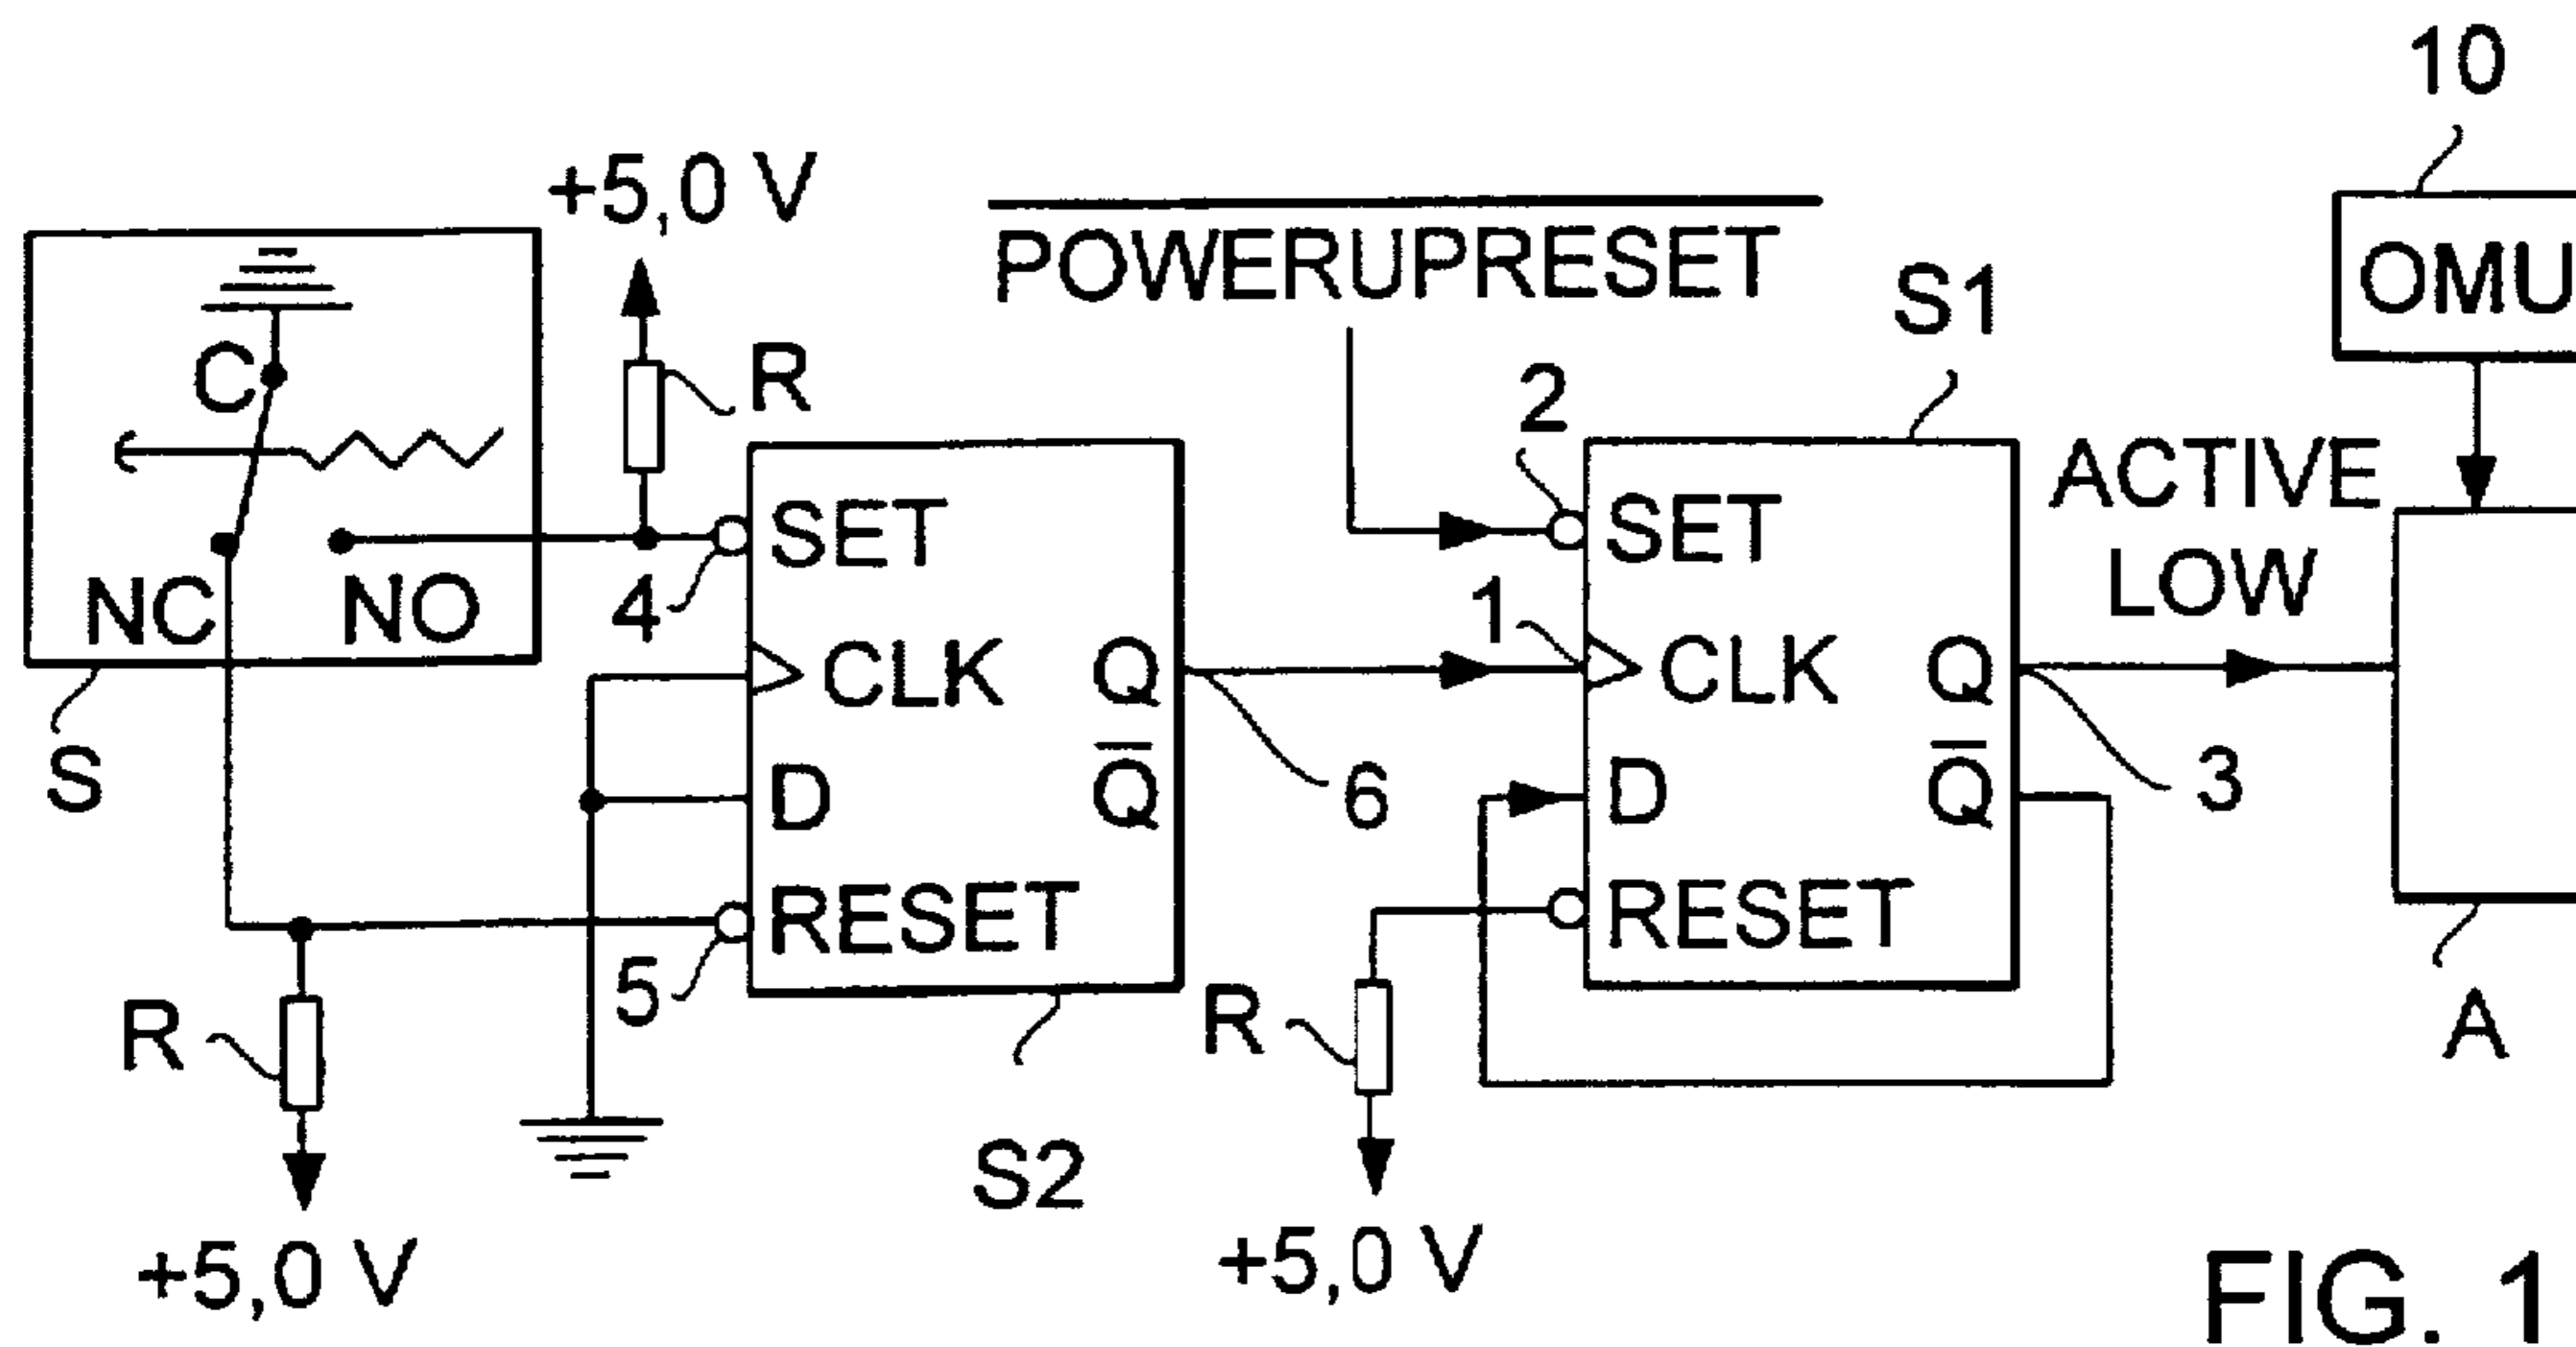 10
+5,0 V
POWERUPRESET
S1
OMU
C
R
2
ACTIVE
LOW
SET
SET
NC
NO
4
1
CLK
Q
CLK
Q
S
D
Q
6
D
Q
3
RESET
RESET
5
R
R
A
S2
+5,0 V
+5,0 V
FIG. 1